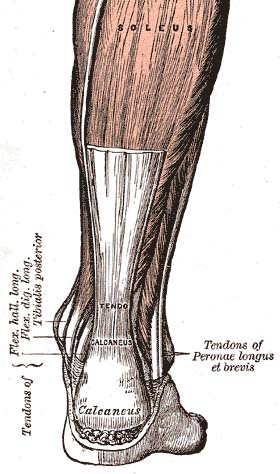 SOLEUS
TENDO
CALCANEUS
Calcaneus
Tendons of
Flex. hall. long.
Flex. dig. long.
Tibialis posterior
Tendons of
Peronæ longus
et brevis